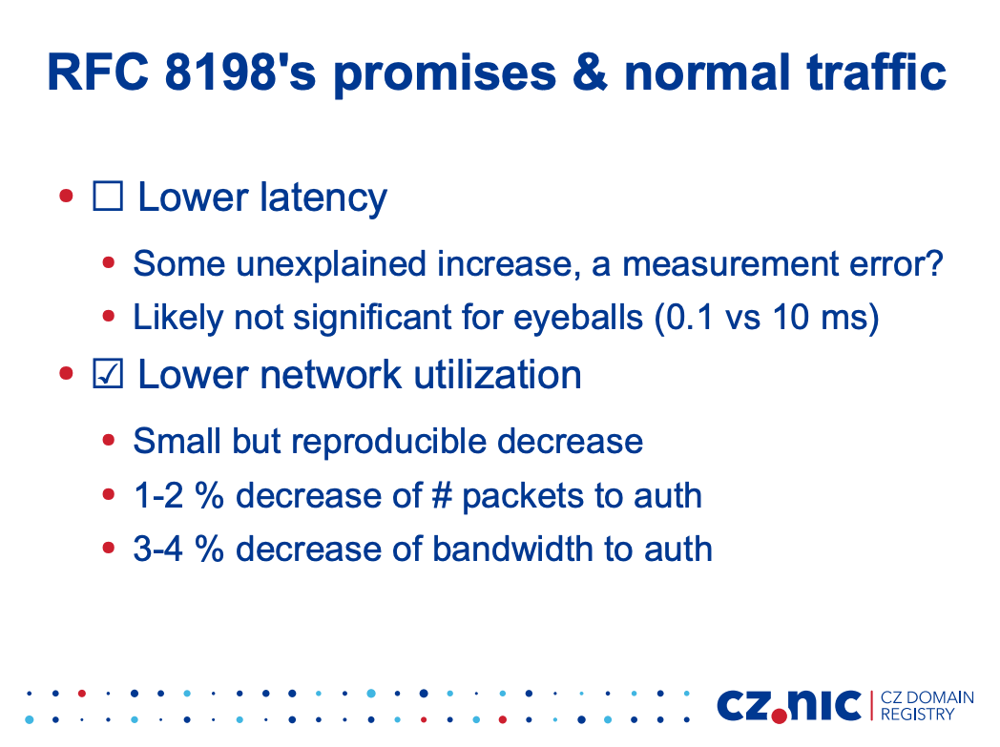 RFC 8198's promises & normal traffic
• ☐ Lower latency
• Some unexplained increase, a measurement error?
• Likely not significant for eyeballs (0.1 vs 10 ms)
• ☑ Lower network utilization
• Small but reproducible decrease
• 1-2 % decrease of # packets to auth
• 3-4 % decrease of bandwidth to auth
cz.nic | CZ DOMAIN
REGISTRY